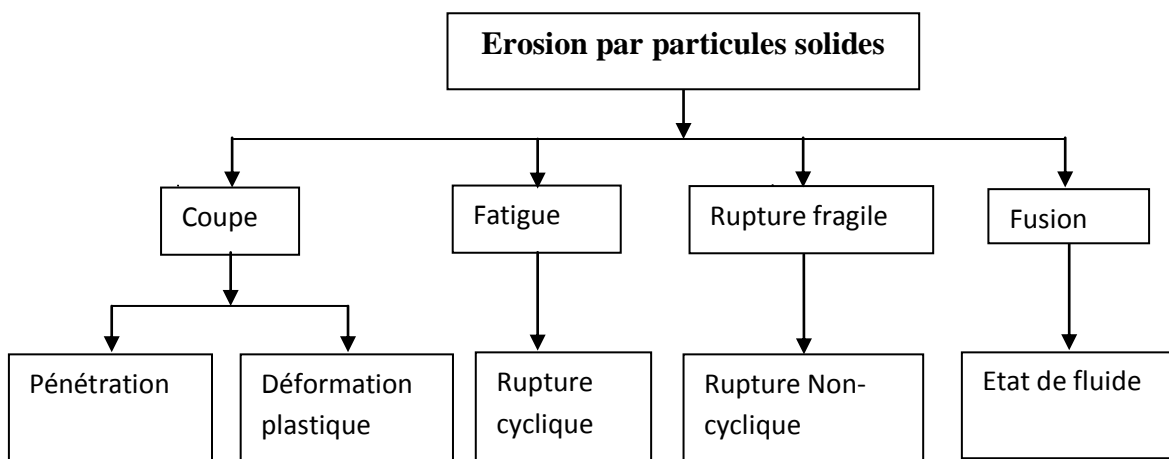 Erosion par particules solides
Coupe
Fatigue
Rupture fragile
Fusion
Pénétration
Déformation
plastique
Rupture
cyclique
Rupture Non-
cyclique
Etat de fluide